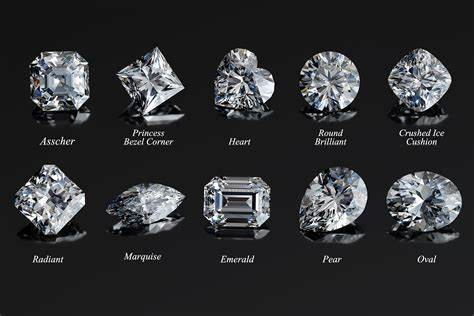 Asscher
Princess
Bezel Corner
Heart
Round
Brilliant
Crushed Ice
Cushion
Radiant
Marquise
Emerald
Pear
Oval